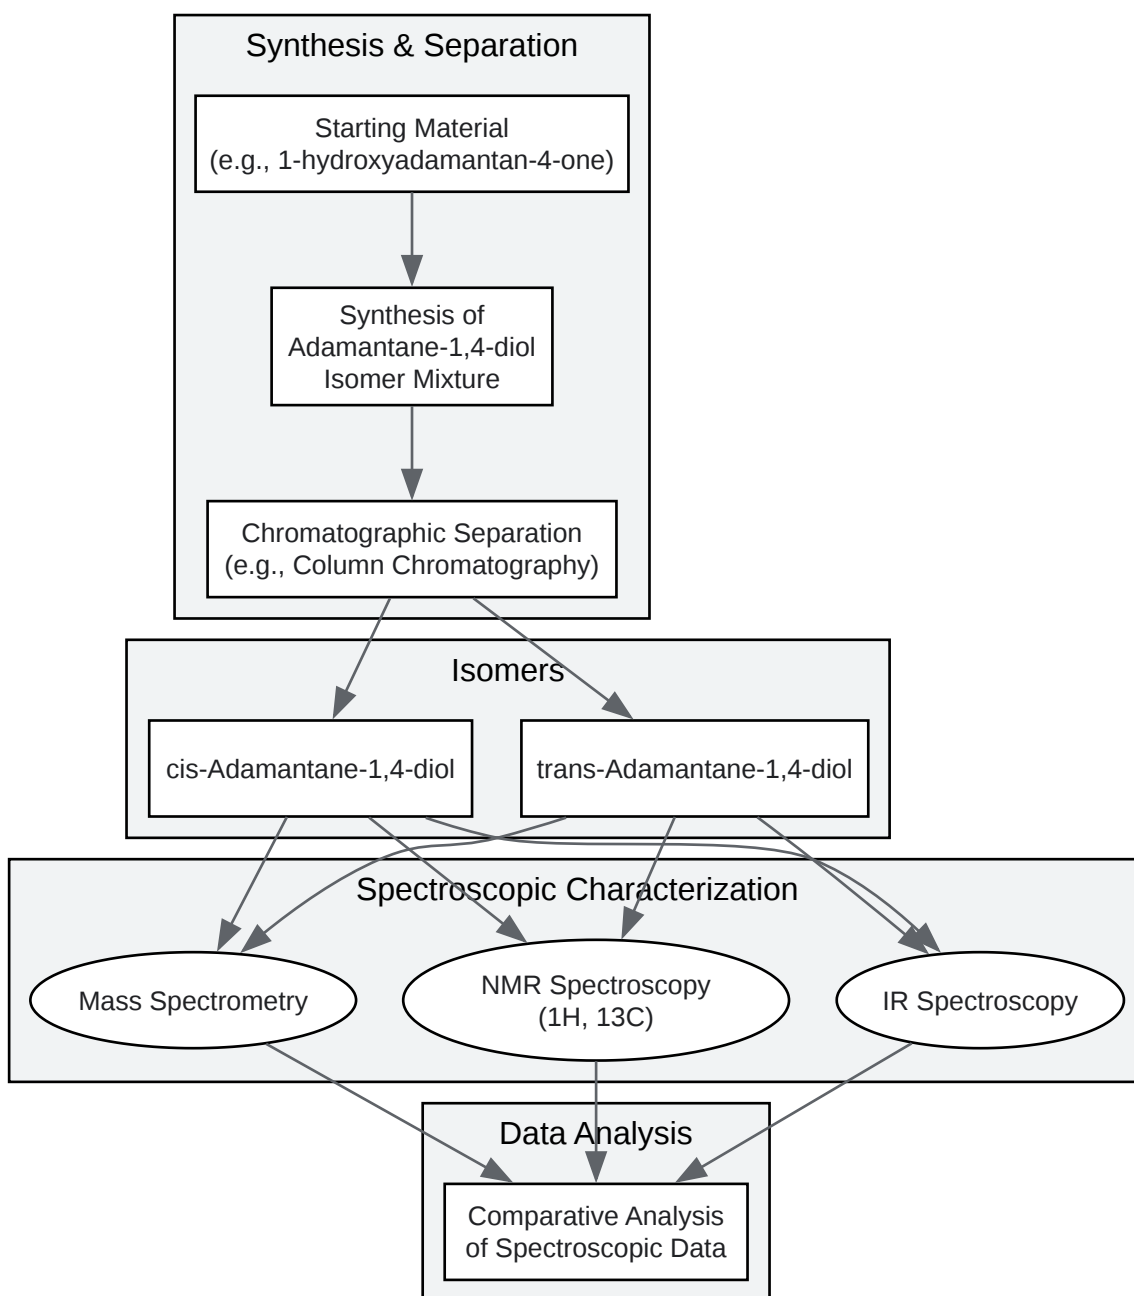 Synthesis & Separation
Starting Material
(e.g., 1-hydroxyadamantan-4-one)
Synthesis of
Adamantane-1,4-diol
Isomer Mixture
Chromatographic Separation
(e.g., Column Chromatography)
Isomers
cis-Adamantane-1,4-diol
trans-Adamantane-1,4-diol
Spectroscopic Characterization
Mass Spectrometry
NMR Spectroscopy
(1H, 13C)
IR Spectroscopy
Data Analysis
Comparative Analysis
of Spectroscopic Data